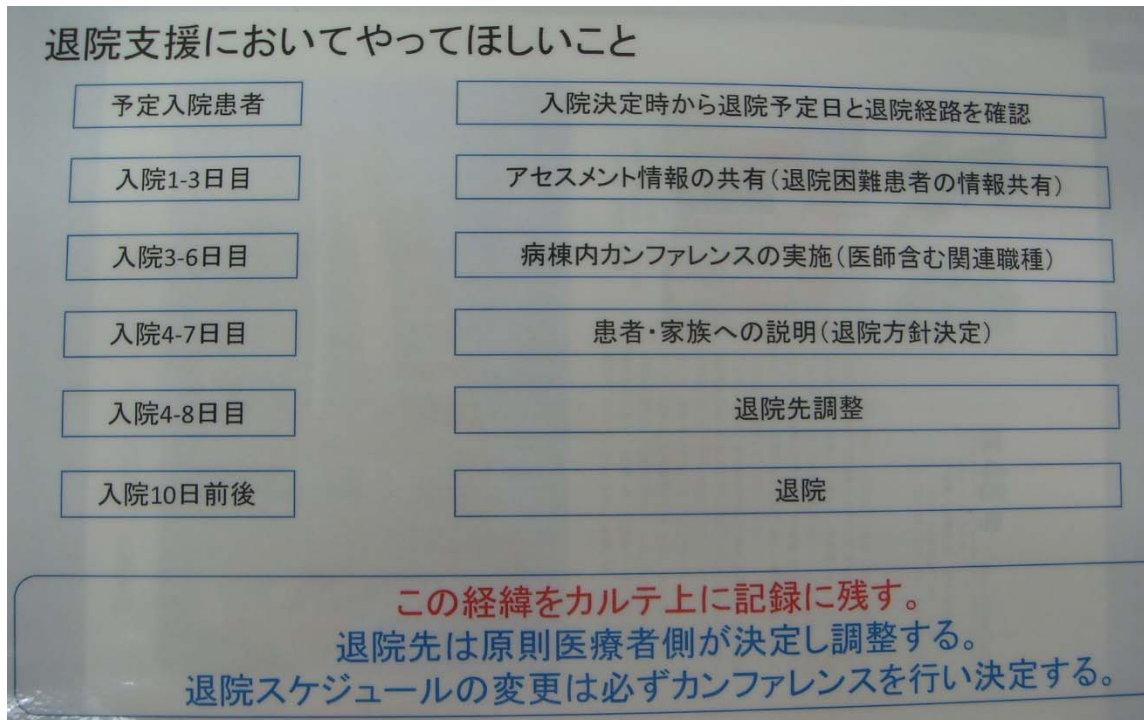 退院支援においてやってほしいこと
予定入院患者 入院決定時から退院予定日と退院経路を確認
入院1-3日目 アセスメント情報の共有(退院困難患者の情報共有)
入院3-6日目 病棟内カンファレンスの実施(医師含む関連職種)
入院4-7日目 患者・家族への説明(退院方針決定)
入院4-8日目 退院先調整
入院10日前後 退院
この経緯をカルテ上に記録に残す。
退院先は原則医療者側が決定し調整する。
退院スケジュールの変更は必ずカンファレンスを行い決定する。